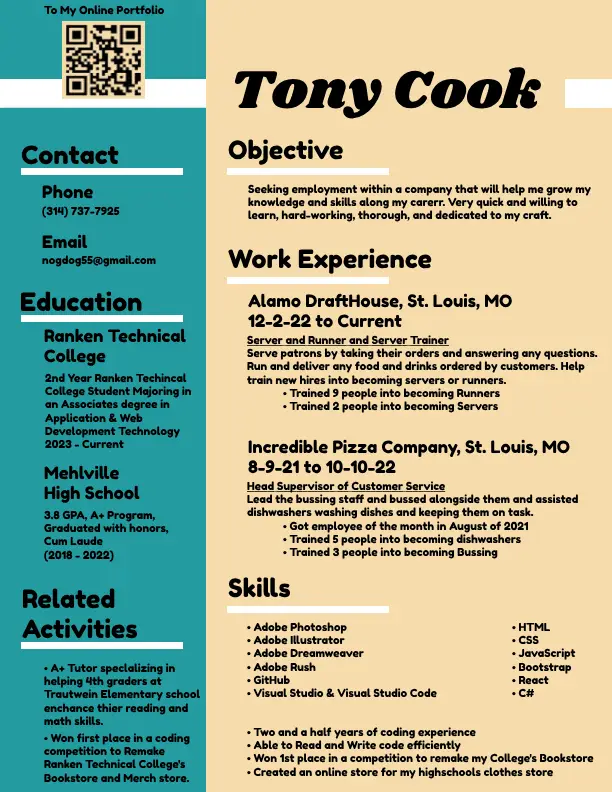 To My Online Portfolio
Tony Cook
Contact
Phone
(314) 737-7925
Email
nogdog55@gmail.com
Education
Ranken Technical
College
2nd Year Ranken Techincal
College Student Majoring in
an Associates degree in
Application & Web
Development Technology
2023 - Current
Mehlville
High School
3.8 GPA, A+ Program,
Graduated with honors,
Cum Laude
(2018 - 2022)
Related
Activities
• A+ Tutor speclalizing in
helping 4th graders at
Trautwein Elementary school
enchance thier reading and
math skills.
• Won first place in a coding
competition to Remake
Ranken Technical College's
Bookstore and Merch store.
Objective
Seeking employment within a company that will help me grow my
knowledge and skills along my carerr. Very quick and willing to
learn, hard-working, thorough, and dedicated to my craft.
Work Experience
Alamo DraftHouse, St. Louis, MO
12-2-22 to Current
Server and Runner and Server Trainer
Serve patrons by taking their orders and answering any questions.
Run and deliver any food and drinks ordered by customers. Help
train new hires into becoming servers or runners.
• Trained 9 people into becoming Runners
• Trained 2 people into becoming Servers
Incredible Pizza Company, St. Louis, MO
8-9-21 to 10-10-22
Head Supervisor of Customer Service
Lead the bussing staff and bussed alongside them and assisted
dishwashers washing dishes and keeping them on task.
• Got employee of the month in August of 2021
• Trained 5 people into becoming dishwashers
• Trained 3 people into becoming Bussing
Skills
• Adobe Photoshop
• Adobe Illustrator
• Adobe Dreamweaver
• Adobe Rush
• GitHub
• Visual Studio & Visual Studio Code
• HTML
• CSS
• JavaScript
• Bootstrap
• React
• C#
• Two and a half years of coding experience
• Able to Read and Write code efficiently
• Won 1st place in a competition to remake my College's Bookstore
• Created an online store for my highschools clothes store